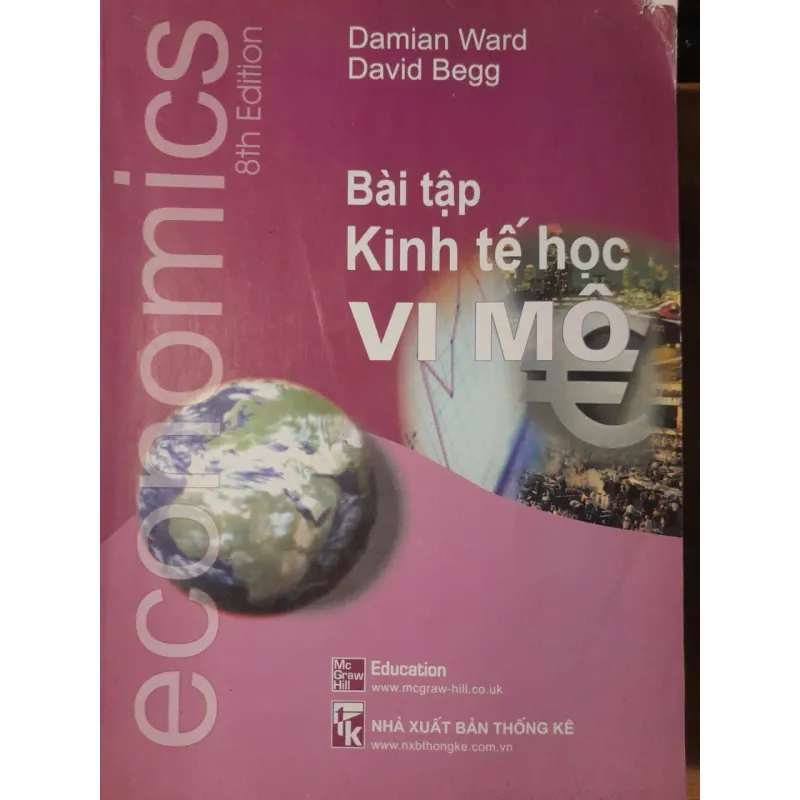 economics
8th Edition
Damian Ward
David Begg
Bài tập
Kinh tế học
VI MÔ
Mc
Graw
Hill
Education
www.mcgraw-hill.co.uk
tk
NHÀ XUẤT BẢN THỐNG KÊ
www.nxbthongke.com.vn